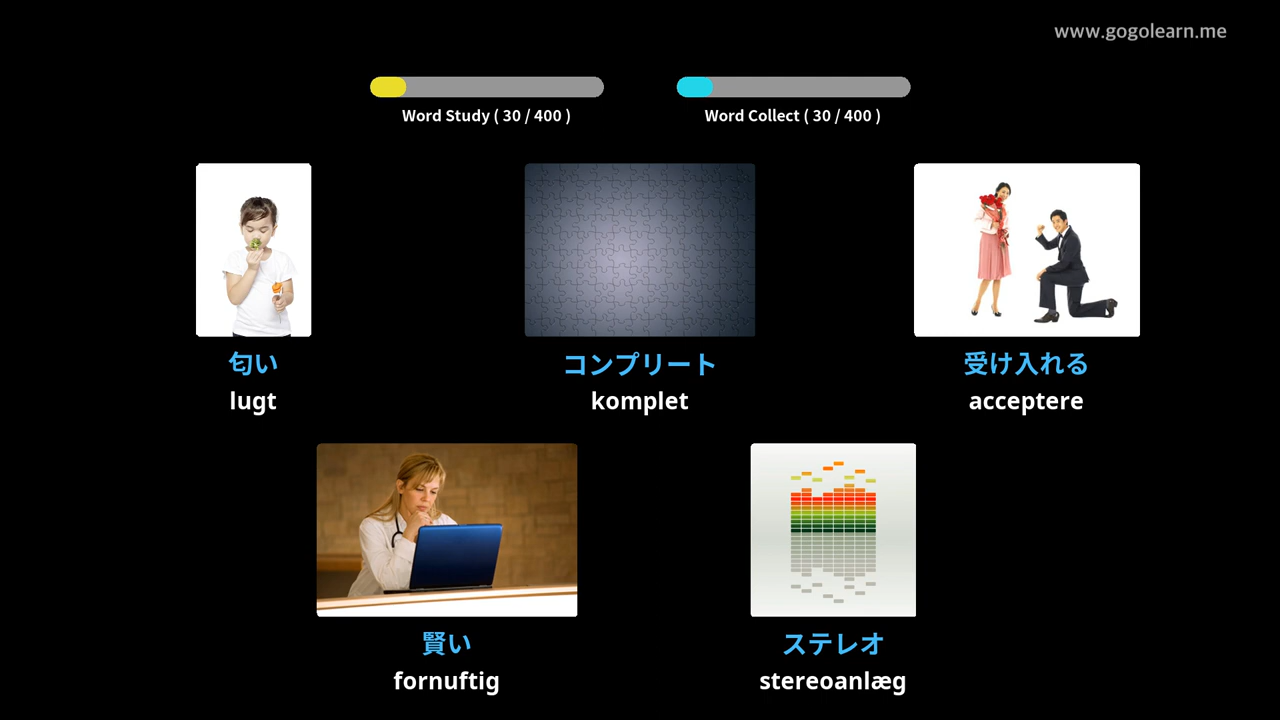 www.gogolearn.me
Word Study ( 30 / 400 )
Word Collect ( 30 / 400 )
匂い
lugt
コンプリート
komplet
受け入れる
acceptere
賢い
fornuftig
ステレオ
stereoanlæg